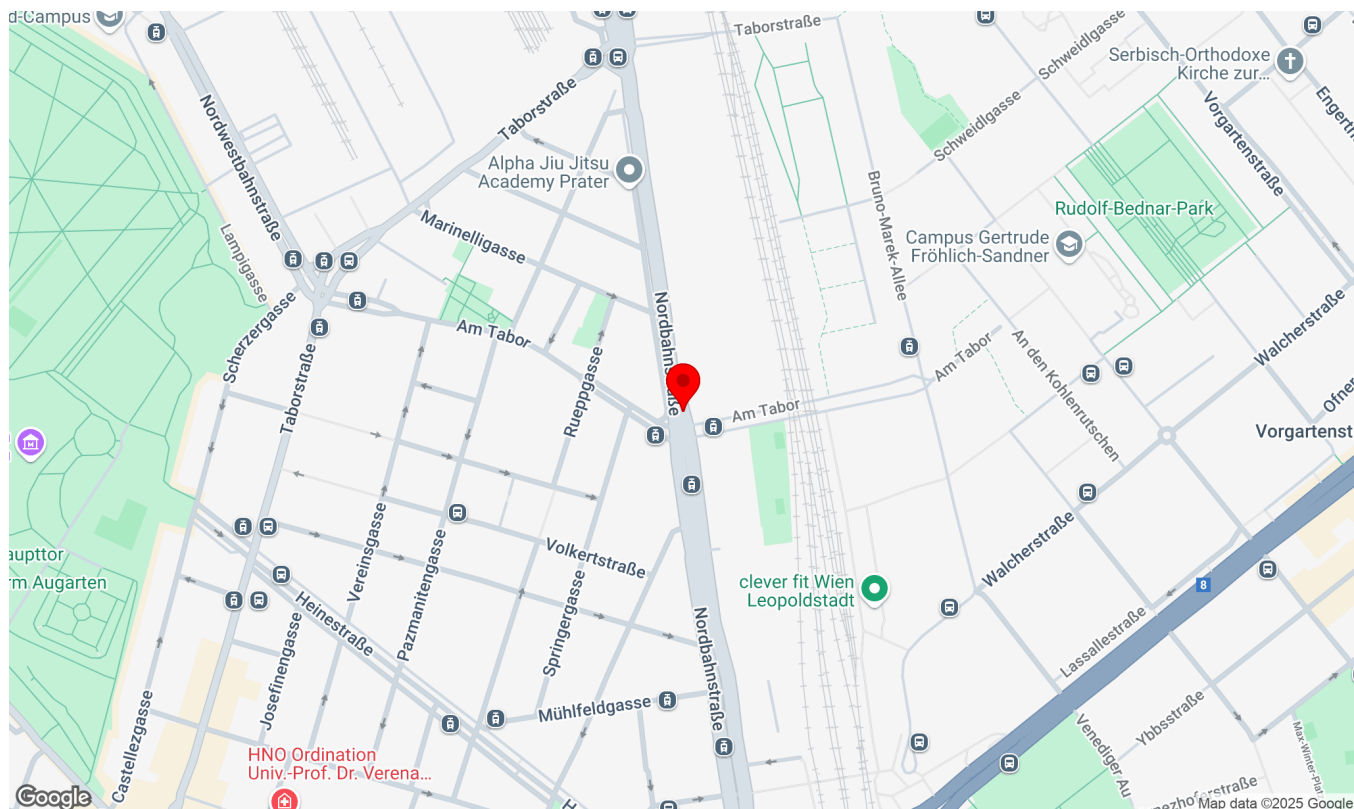 d-Campus
Taborstraße
Serbisch-Orthodoxe
Kirche zur...
Schweidlgasse
Nordwestbahnstraße
Taborstraße
Vorgartenstraße
Alpha Jiu Jitsu
Academy Prater
Schweidlgasse
Bruno-Marek-Allee
Rudolf-Bednar-Park
Marinelligasse
Lampigasse
Campus Gertrude
Fröhlich-Sandner
Scherzergasse
Nordbahnstraße
Am Tabor
Am Tabor
An den Kohlenrutschen
Walcherstraße
Taborstraße
Rueppgasse
Am Tabor
Vorgartenst
Volkertstraße
Vereinsgasse
Pazmanitengasse
Walcherstraße
aupttor
rm Augarten
clever fit Wien
Leopoldstadt
8
Heinestraße
Springergasse
Josefinengasse
Nordbahnstraße
Lassallestraße
Mühlfeldgasse
Castellezgasse
Ybbsstraße
Venediger Au
HNO Ordination
Univ.-Prof. Dr. Verena...
Google
Map data ©2025 Google